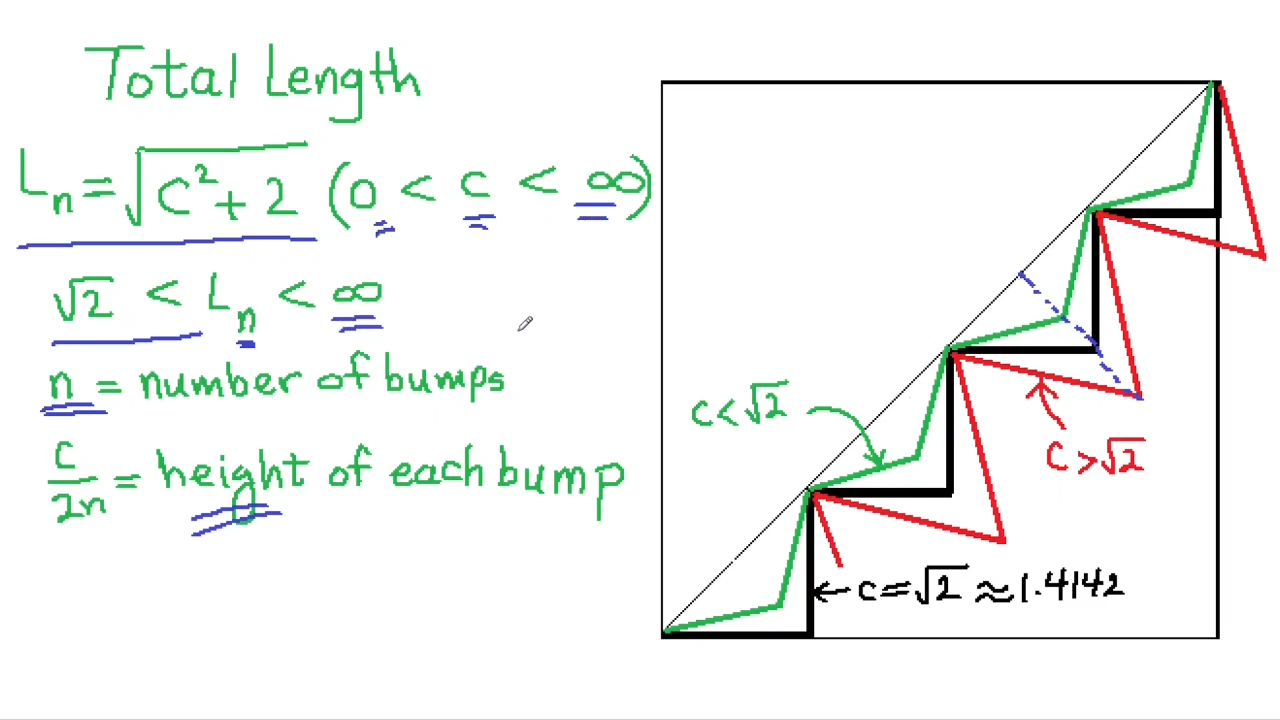 Total Length
Lₙ = √(C² + 2) (0 < c < ∞)
√2 < Lₙ < ∞
n = number of bumps
c/2n = height of each bump
c < √2
c > √2
← c = √2 ≈ 1.4142